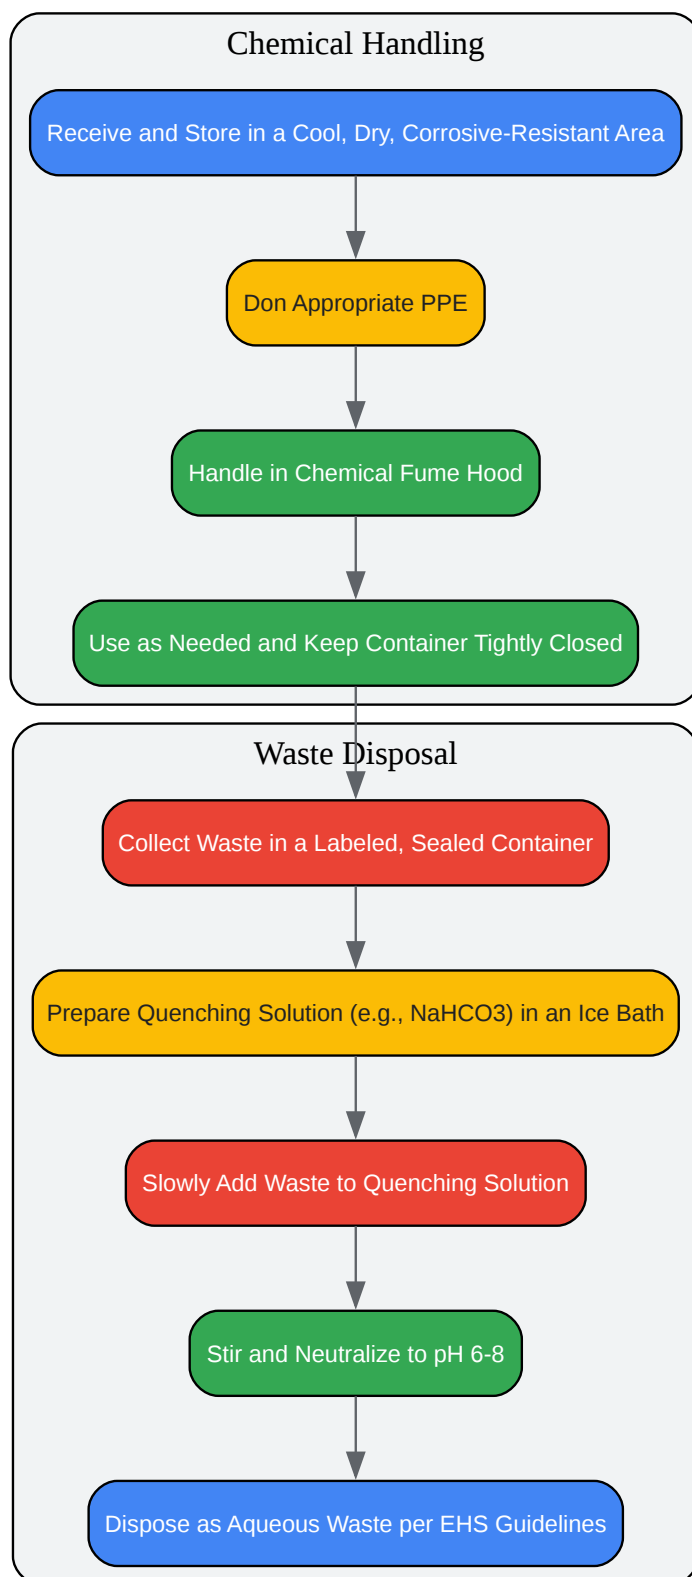 Chemical Handling
Receive and Store in a Cool, Dry, Corrosive-Resistant Area
Don Appropriate PPE
Handle in Chemical Fume Hood
Use as Needed and Keep Container Tightly Closed
Waste Disposal
Collect Waste in a Labeled, Sealed Container
Prepare Quenching Solution (e.g., NaHCO3) in an Ice Bath
Slowly Add Waste to Quenching Solution
Stir and Neutralize to pH 6-8
Dispose as Aqueous Waste per EHS Guidelines